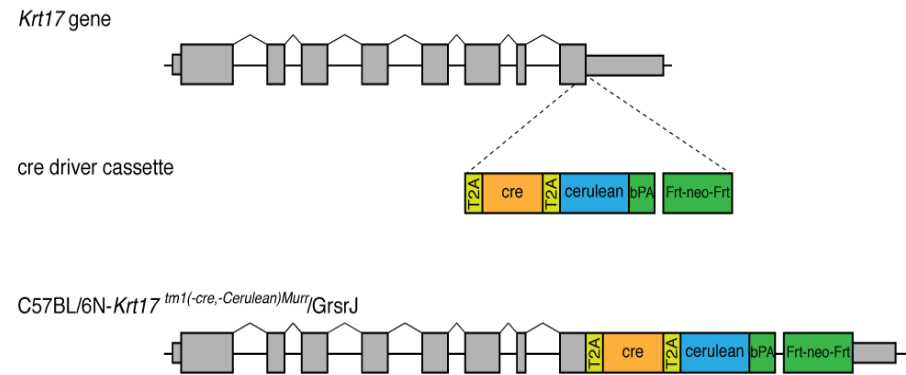 Krt17 gene
cre driver cassette
T2A cre T2A cerulean bPA Frt-neo-Frt
C57BL/6N-Krt17 tm1(-cre,-Cerulean)Murr/GrsrJ
T2A cre T2A cerulean bPA Frt-neo-Frt